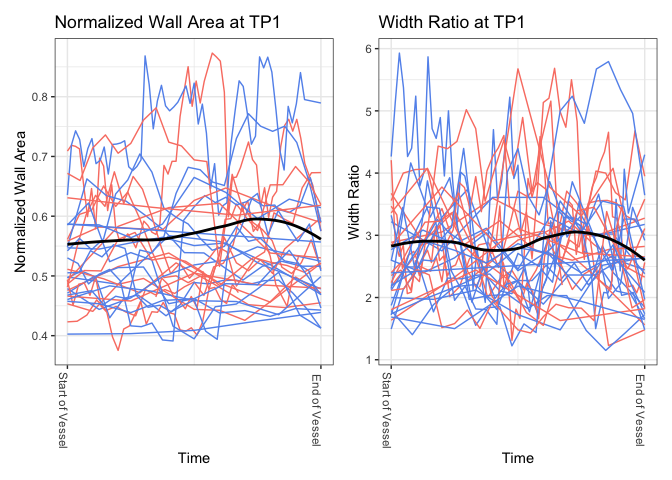 Normalized Wall Area at TP1
Normalized Wall Area
0.8
0.7
0.6
0.5
0.4
Start of Vessel
End of Vessel
Time
Width Ratio at TP1
Width Ratio
6
5
4
3
2
1
Start of Vessel
End of Vessel
Time